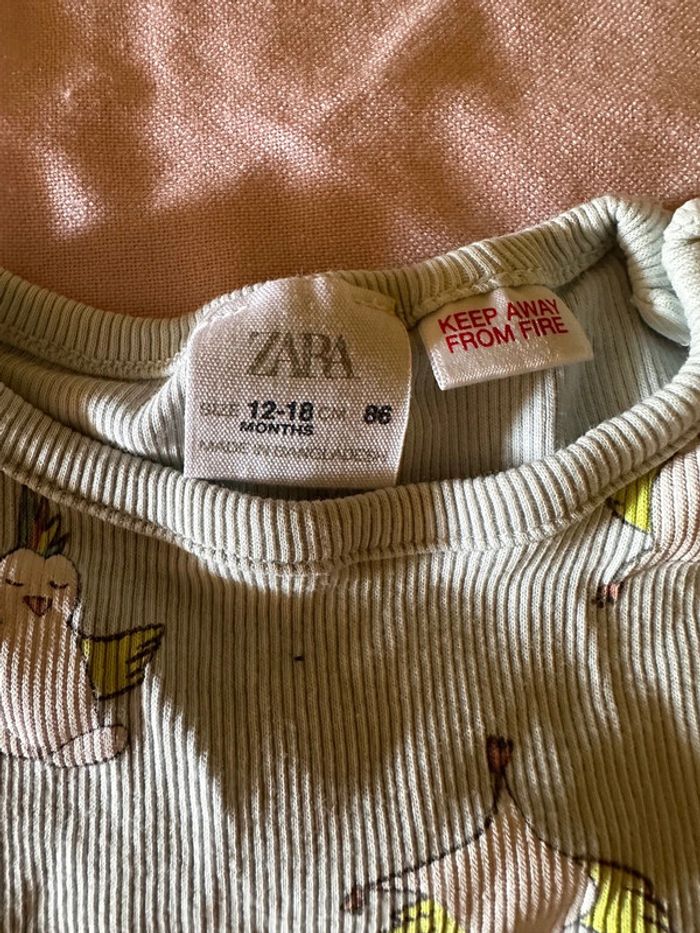 ZARA
SIZE 12-18 CM 86
MONTHS
MADE IN BANGLADESH
KEEP AWAY
FROM FIRE